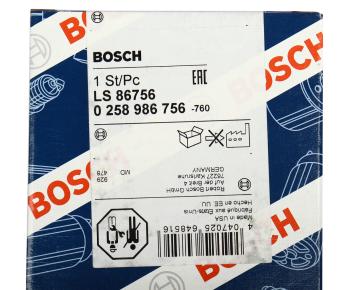 BOSCH
BOSCH
1 St/Pc
EAC
LS 86756
0 258 986 756 -760
BOSCH
MO
929
478
Robert Bosch GmbH
Auf der Breit 4
76227 Karlsruhe
GERMANY
Made in USA
Fabriqué aux Etats-Unis
Hecho en EE UU
4 047025 648516
BOSCH